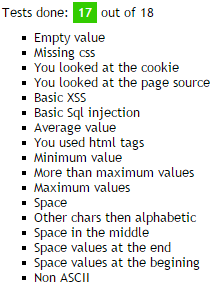 Tests done: 17 out of 18
Empty value
Missing css
You looked at the cookie
You looked at the page source
Basic XSS
Basic Sql injection
Average value
You used html tags
Minimum value
More than maximum values
Maximum values
Space
Other chars then alphabetic
Space in the middle
Space values at the end
Space values at the begining
Non ASCII